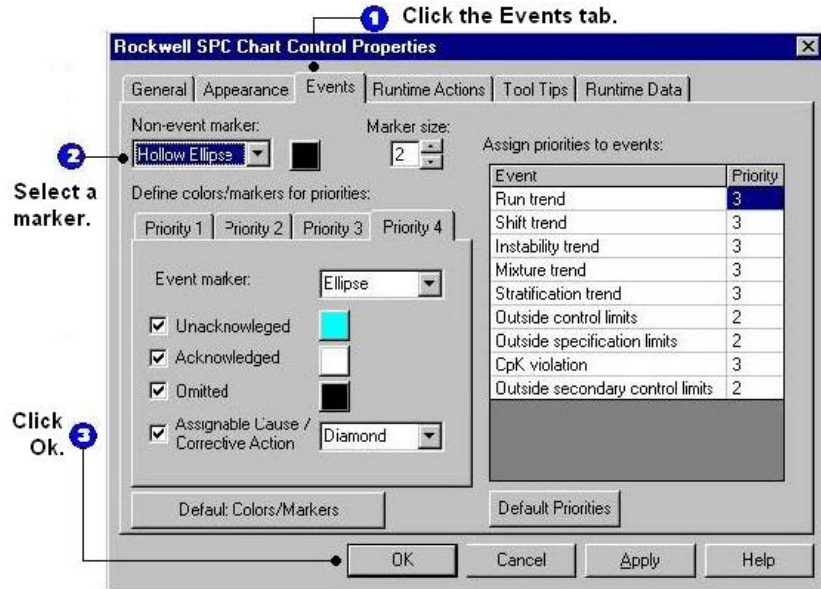 1 Click the Events tab.
Rockwell SPC Chart Control Properties
General Appearance Events Runtime Actions Tool Tips Runtime Data
Non-event marker:
Marker size:
Hollow Ellipse
2
2
Select a
marker.
Define colors/markers for priorities:
Priority 1 Priority 2 Priority 3 Priority 4
Event marker:
Ellipse
Unacknowleged
Acknowledged
Omitted
Assignable Cause /
Corrective Action
Diamond
Defaul: Colors/Markers
Assign priorities to events:
Event Priority
Run trend 3
Shift trend 3
Instability trend 3
Mixture trend 3
Stratification trend 3
Outside control limits 2
Outside specification limits 2
CpK violation 3
Outside secondary control limits 2
Default Priorities
Click
Ok.
3
OK Cancel Apply Help